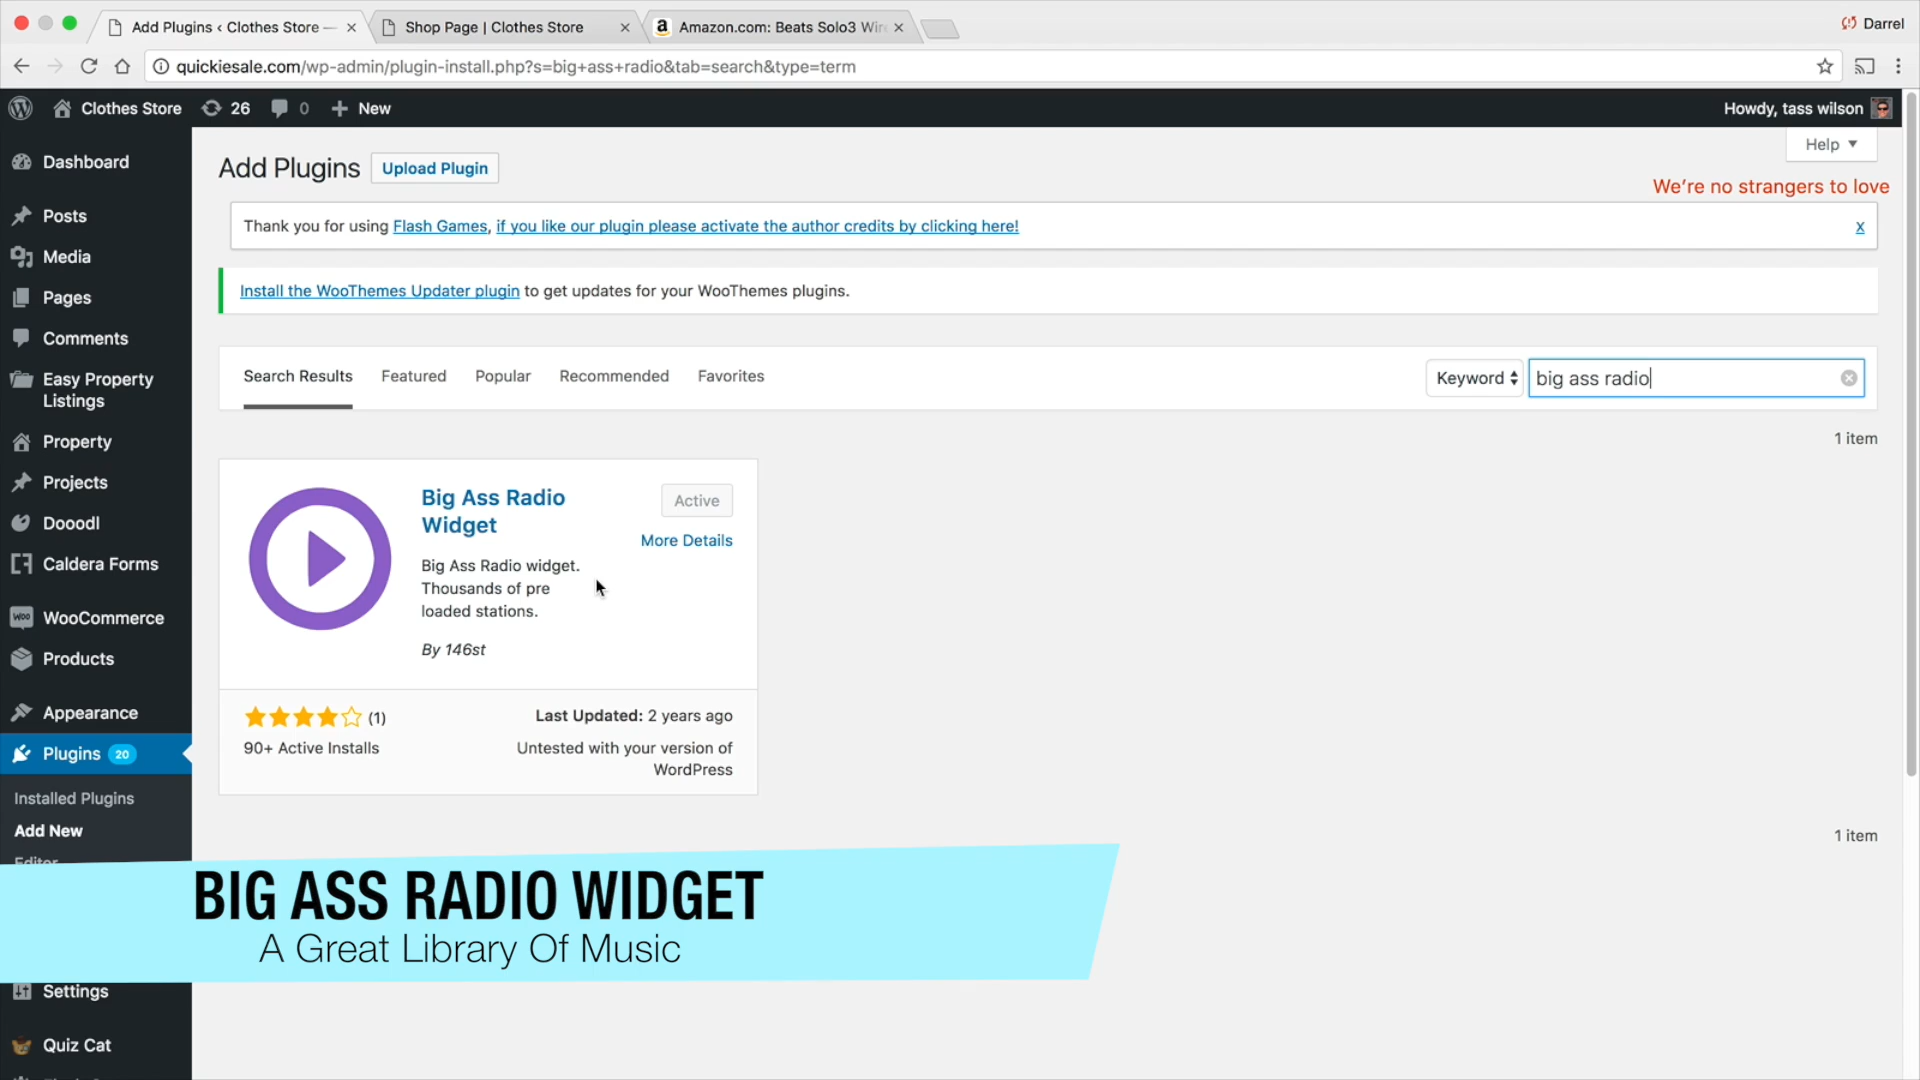 Add Plugins ‹ Clothes Store —
Shop Page | Clothes Store
Amazon.com: Beats Solo3 Wire
Darrel
quickiesale.com/wp-admin/plugin-install.php?s=big+ass+radio&tab=search&type=term
Clothes Store
26
0
New
Howdy, tass wilson
Dashboard
Posts
Media
Pages
Comments
Easy Property
Listings
Property
Projects
Dooodl
Caldera Forms
WooCommerce
Products
Appearance
Plugins 20
Installed Plugins
Add New
Editor
Settings
Quiz Cat
Add Plugins
Upload Plugin
Help
We're no strangers to love
Thank you for using Flash Games, if you like our plugin please activate the author credits by clicking here!
x
Install the WooThemes Updater plugin to get updates for your WooThemes plugins.
Search Results
Featured
Popular
Recommended
Favorites
Keyword
big ass radio
1 item
Big Ass Radio
Widget
Active
More Details
Big Ass Radio widget.
Thousands of pre
loaded stations.
By 146st
(1)
Last Updated: 2 years ago
90+ Active Installs
Untested with your version of
WordPress
1 item
BIG ASS RADIO WIDGET
A Great Library Of Music